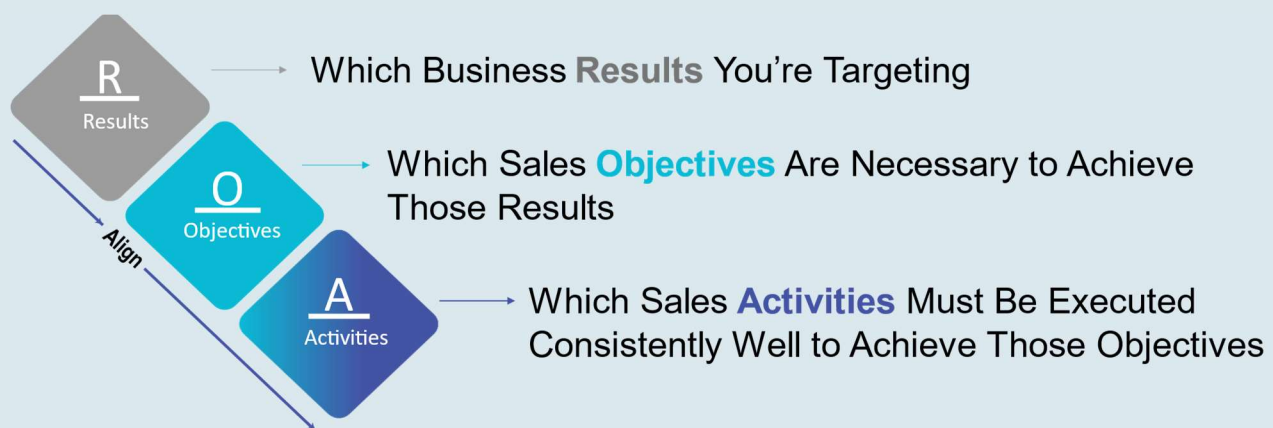 R
Results
Which Business Results You're Targeting
O
Objectives
Which Sales Objectives Are Necessary to Achieve
Those Results
Align
A
Activities
Which Sales Activities Must Be Executed
Consistently Well to Achieve Those Objectives